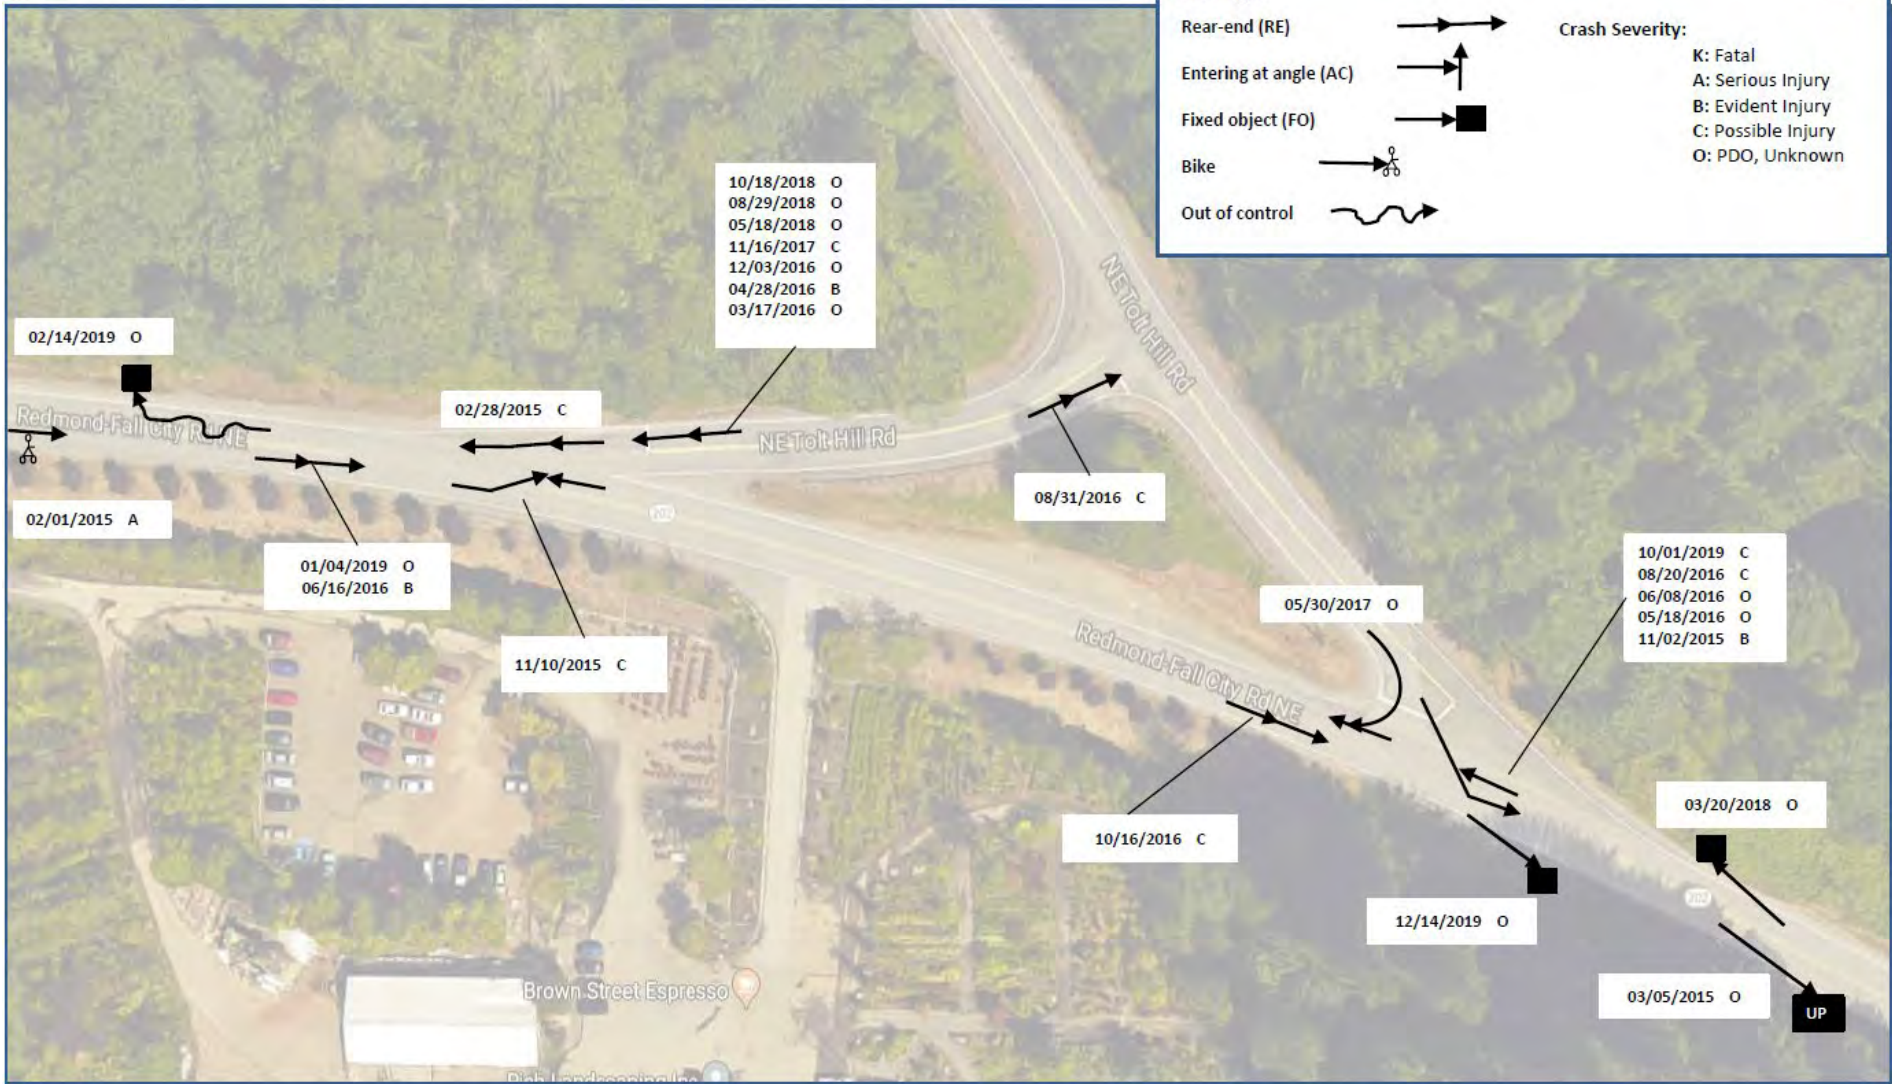 Rear-end (RE)
Entering at angle (AC)
Fixed object (FO)
Bike
Out of control
Crash Severity:
K: Fatal
A: Serious Injury
B: Evident Injury
C: Possible Injury
O: PDO, Unknown
10/18/2018 O
08/29/2018 O
05/18/2018 O
11/16/2017 C
12/03/2016 O
04/28/2016 B
03/17/2016 O
NE Tolt Hill Rd
02/14/2019 O
02/28/2015 C
Redmond-Fall City Rd NE
NE Tolt Hill Rd
08/31/2016 C
02/01/2015 A
202
01/04/2019 O
06/16/2016 B
10/01/2019 C
08/20/2016 C
06/08/2016 O
05/18/2016 O
11/02/2015 B
05/30/2017 O
11/10/2015 C
Redmond-Fall City Rd NE
03/20/2018 O
10/16/2016 C
202
12/14/2019 O
Brown Street Espresso
03/05/2015 O
UP
Rich Landscaping Inc